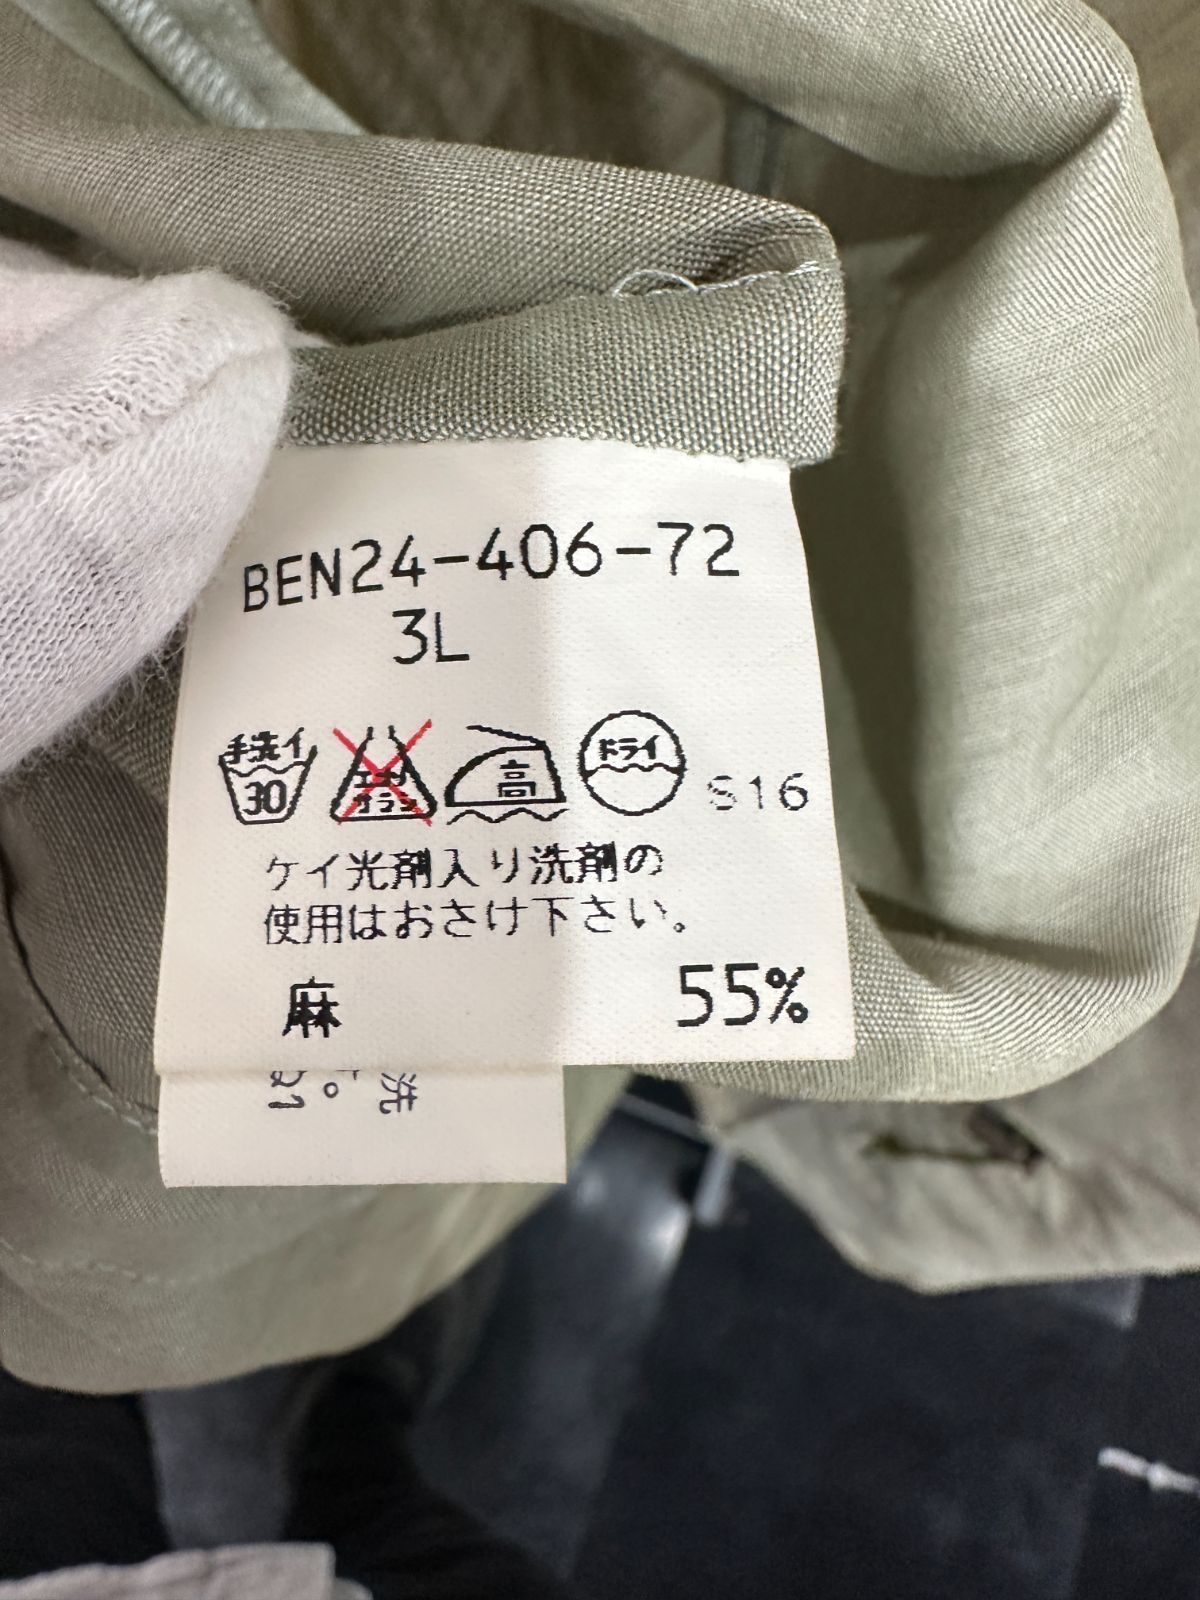 BEN24-406-72
3L
手洗イ
30
エンソ
サラシ
高
ドライ
S16
ケイ光剤入り洗剤の
使用はおさけ下さい。
麻 55%
洗